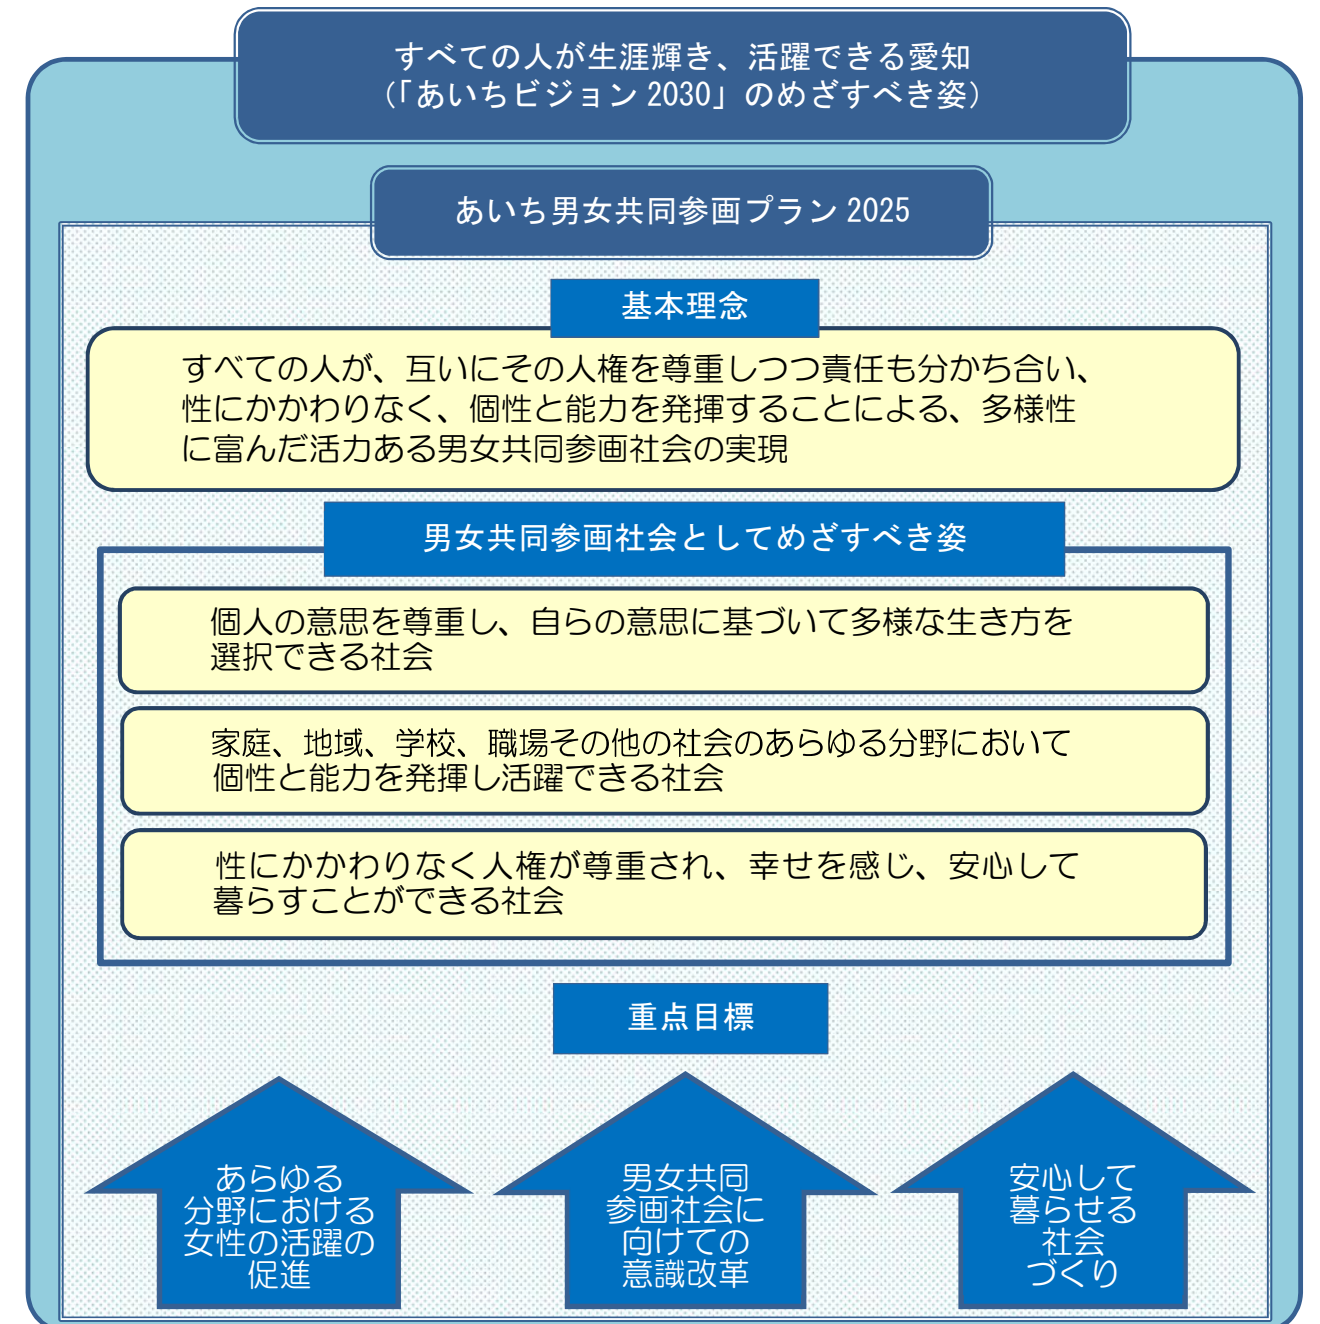 すべての人が生涯輝き、活躍できる愛知
（「あいちビジョン 2030」のめざすべき姿）
あいち男女共同参画プラン 2025
基本理念
すべての人が、互いにその人権を尊重しつつ責任も分かち合い、
性にかかわりなく、個性と能力を発揮することによる、多様性
に富んだ活力ある男女共同参画社会の実現
男女共同参画社会としてめざすべき姿
個人の意思を尊重し、自らの意思に基づいて多様な生き方を
選択できる社会
家庭、地域、学校、職場その他の社会のあらゆる分野において
個性と能力を発揮し活躍できる社会
性にかかわりなく人権が尊重され、幸せを感じ、安心して
暮らすことができる社会
重点目標
あらゆる
分野における
女性の活躍の
促進
男女共同
参画社会に
向けての
意識改革
安心して
暮らせる
社会
づくり